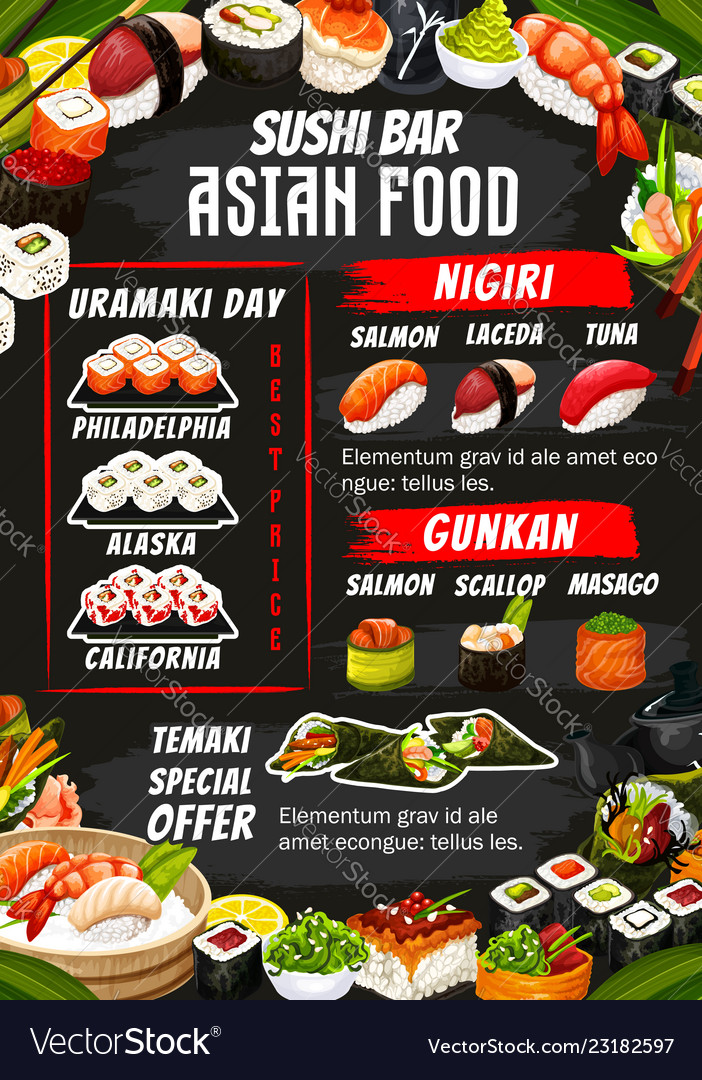 SUSHI BAR
ASIAN FOOD
URAMAKI DAY
PHILADELPHIA
ALASKA
CALIFORNIA
BEST PRICE
NIGIRI
SALMON LACEDA TUNA
Elementum grav id ale amet eco
ngue: tellus les.
GUNKAN
SALMON SCALLOP MASAGO
TEMAKI
SPECIAL
OFFER
Elementum grav id ale
amet econgue: tellus les.
VectorStock®
VectorStock.com/23182597